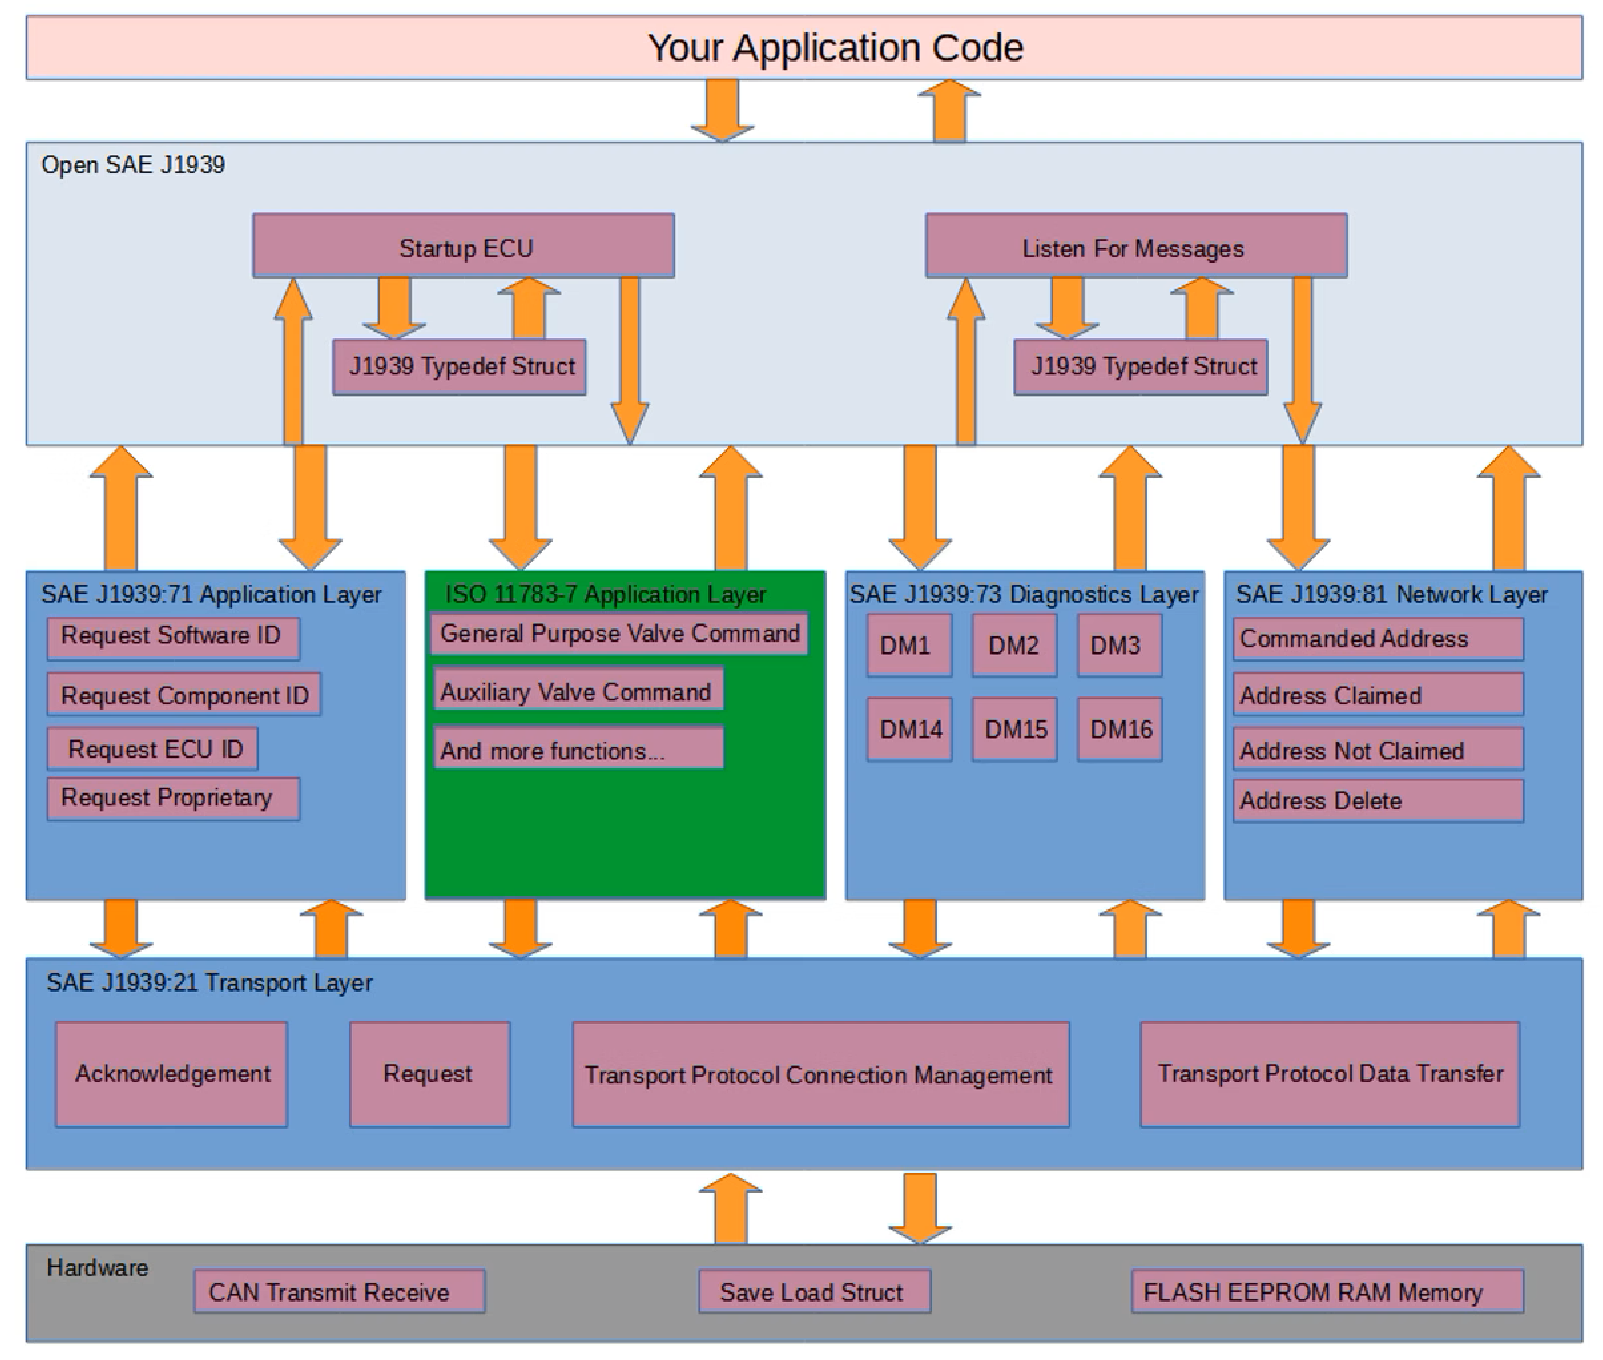 Your Application Code
Open SAE J1939
Startup ECU
Listen For Messages
J1939 Typedef Struct
J1939 Typedef Struct
SAE J1939:71 Application Layer
Request Software ID
Request Component ID
Request ECU ID
Request Proprietary
ISO 11783-7 Application Layer
General Purpose Valve Command
Auxiliary Valve Command
And more functions...
SAE J1939:73 Diagnostics Layer
DM1
DM2
DM3
DM14
DM15
DM16
SAE J1939:81 Network Layer
Commanded Address
Address Claimed
Address Not Claimed
Address Delete
SAE J1939:21 Transport Layer
Acknowledgement
Request
Transport Protocol Connection Management
Transport Protocol Data Transfer
Hardware
CAN Transmit Receive
Save Load Struct
FLASH EEPROM RAM Memory